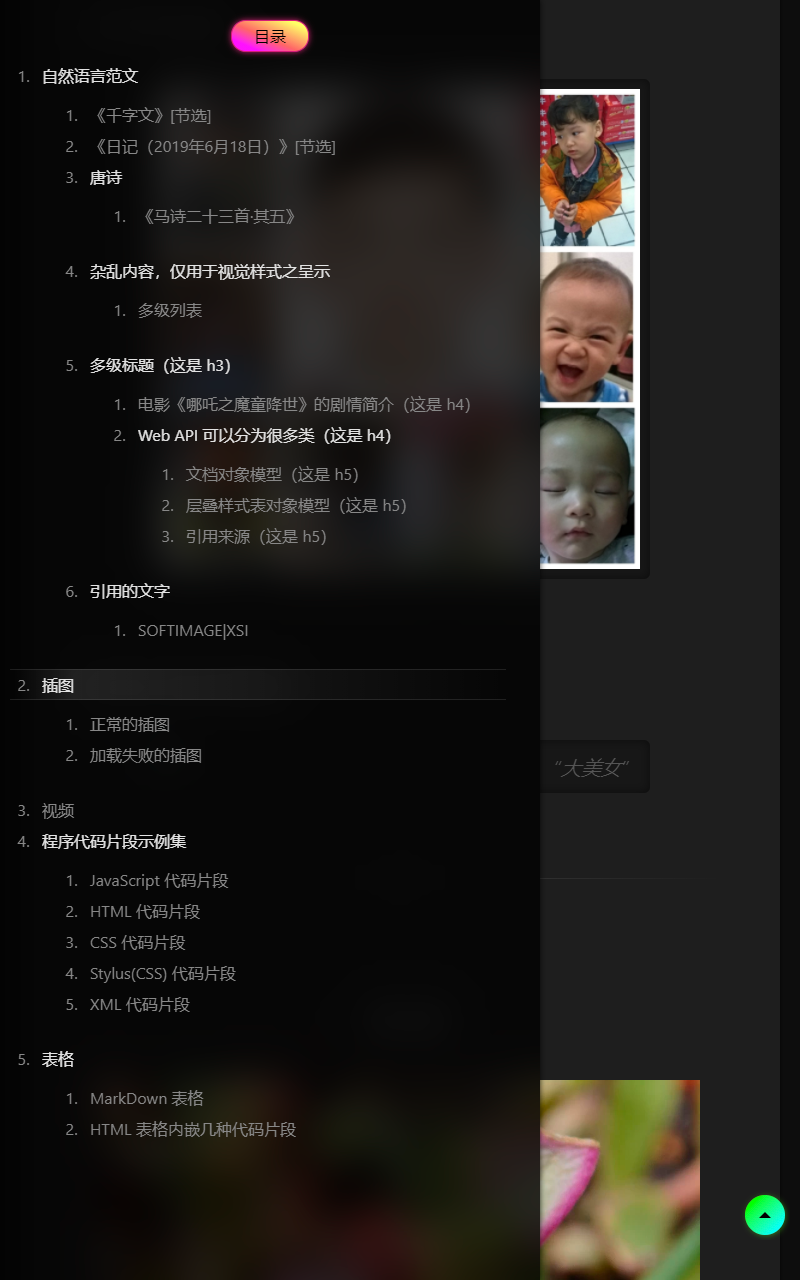 目录
1. 自然语言范文
1. 《千字文》[节选]
2. 《日记（2019年6月18日）》[节选]
3. 唐诗
1. 《马诗二十三首·其五》
4. 杂乱内容，仅用于视觉样式之呈示
1. 多级列表
5. 多级标题（这是 h3）
1. 电影《哪吒之魔童降世》的剧情简介（这是 h4）
2. Web API 可以分为很多类（这是 h4）
1. 文档对象模型（这是 h5）
2. 层叠样式表对象模型（这是 h5）
3. 引用来源（这是 h5）
6. 引用的文字
1. SOFTIMAGE|XSI
2. 插图
1. 正常的插图
2. 加载失败的插图
“大美女”
3. 视频
4. 程序代码片段示例集
1. JavaScript 代码片段
2. HTML 代码片段
3. CSS 代码片段
4. Stylus(CSS) 代码片段
5. XML 代码片段
5. 表格
1. MarkDown 表格
2. HTML 表格内嵌几种代码片段